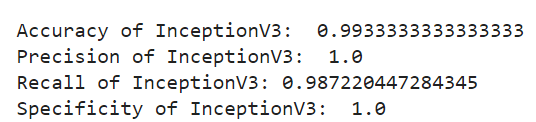 Accuracy of InceptionV3:  0.9933333333333333
Precision of InceptionV3:  1.0
Recall of InceptionV3: 0.987220447284345
Specificity of InceptionV3:  1.0